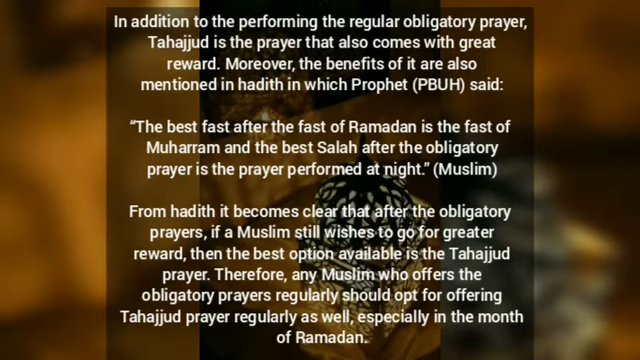 In addition to the performing the regular obligatory prayer,
Tahajjud is the prayer that also comes with great
reward. Moreover, the benefits of it are also
mentioned in hadith in which Prophet (PBUH) said:
“The best fast after the fast of Ramadan is the fast of
Muharram and the best Salah after the obligatory
prayer is the prayer performed at night.” (Muslim)
From hadith it becomes clear that after the obligatory
prayers, if a Muslim still wishes to go for greater
reward, then the best option available is the Tahajjud
prayer. Therefore, any Muslim who offers the
obligatory prayers regularly should opt for offering
Tahajjud prayer regularly as well, especially in the month
of Ramadan.